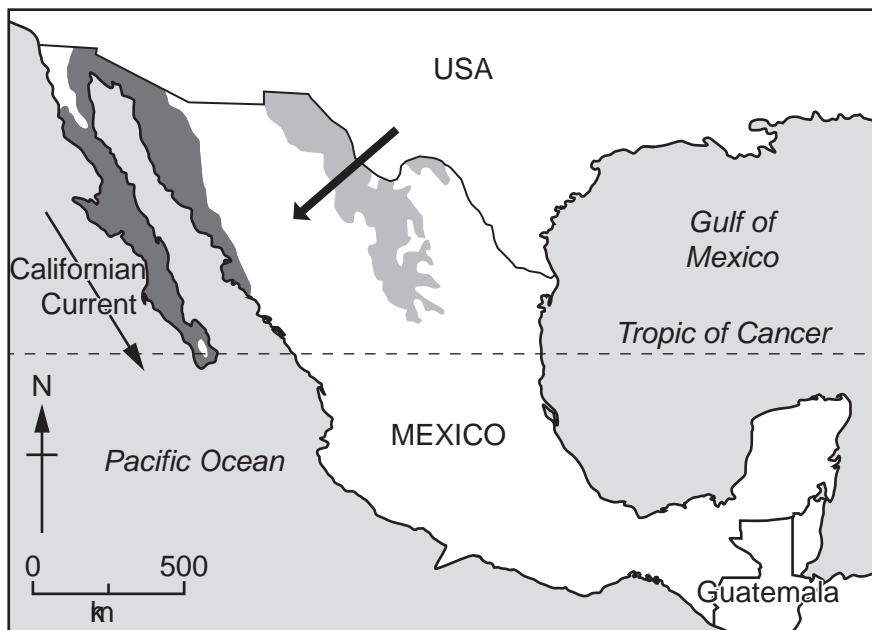 USA
Gulf of
Mexico
Californian
Current
Tropic of Cancer
N
MEXICO
Pacific Ocean
0 500
km
Guatemala